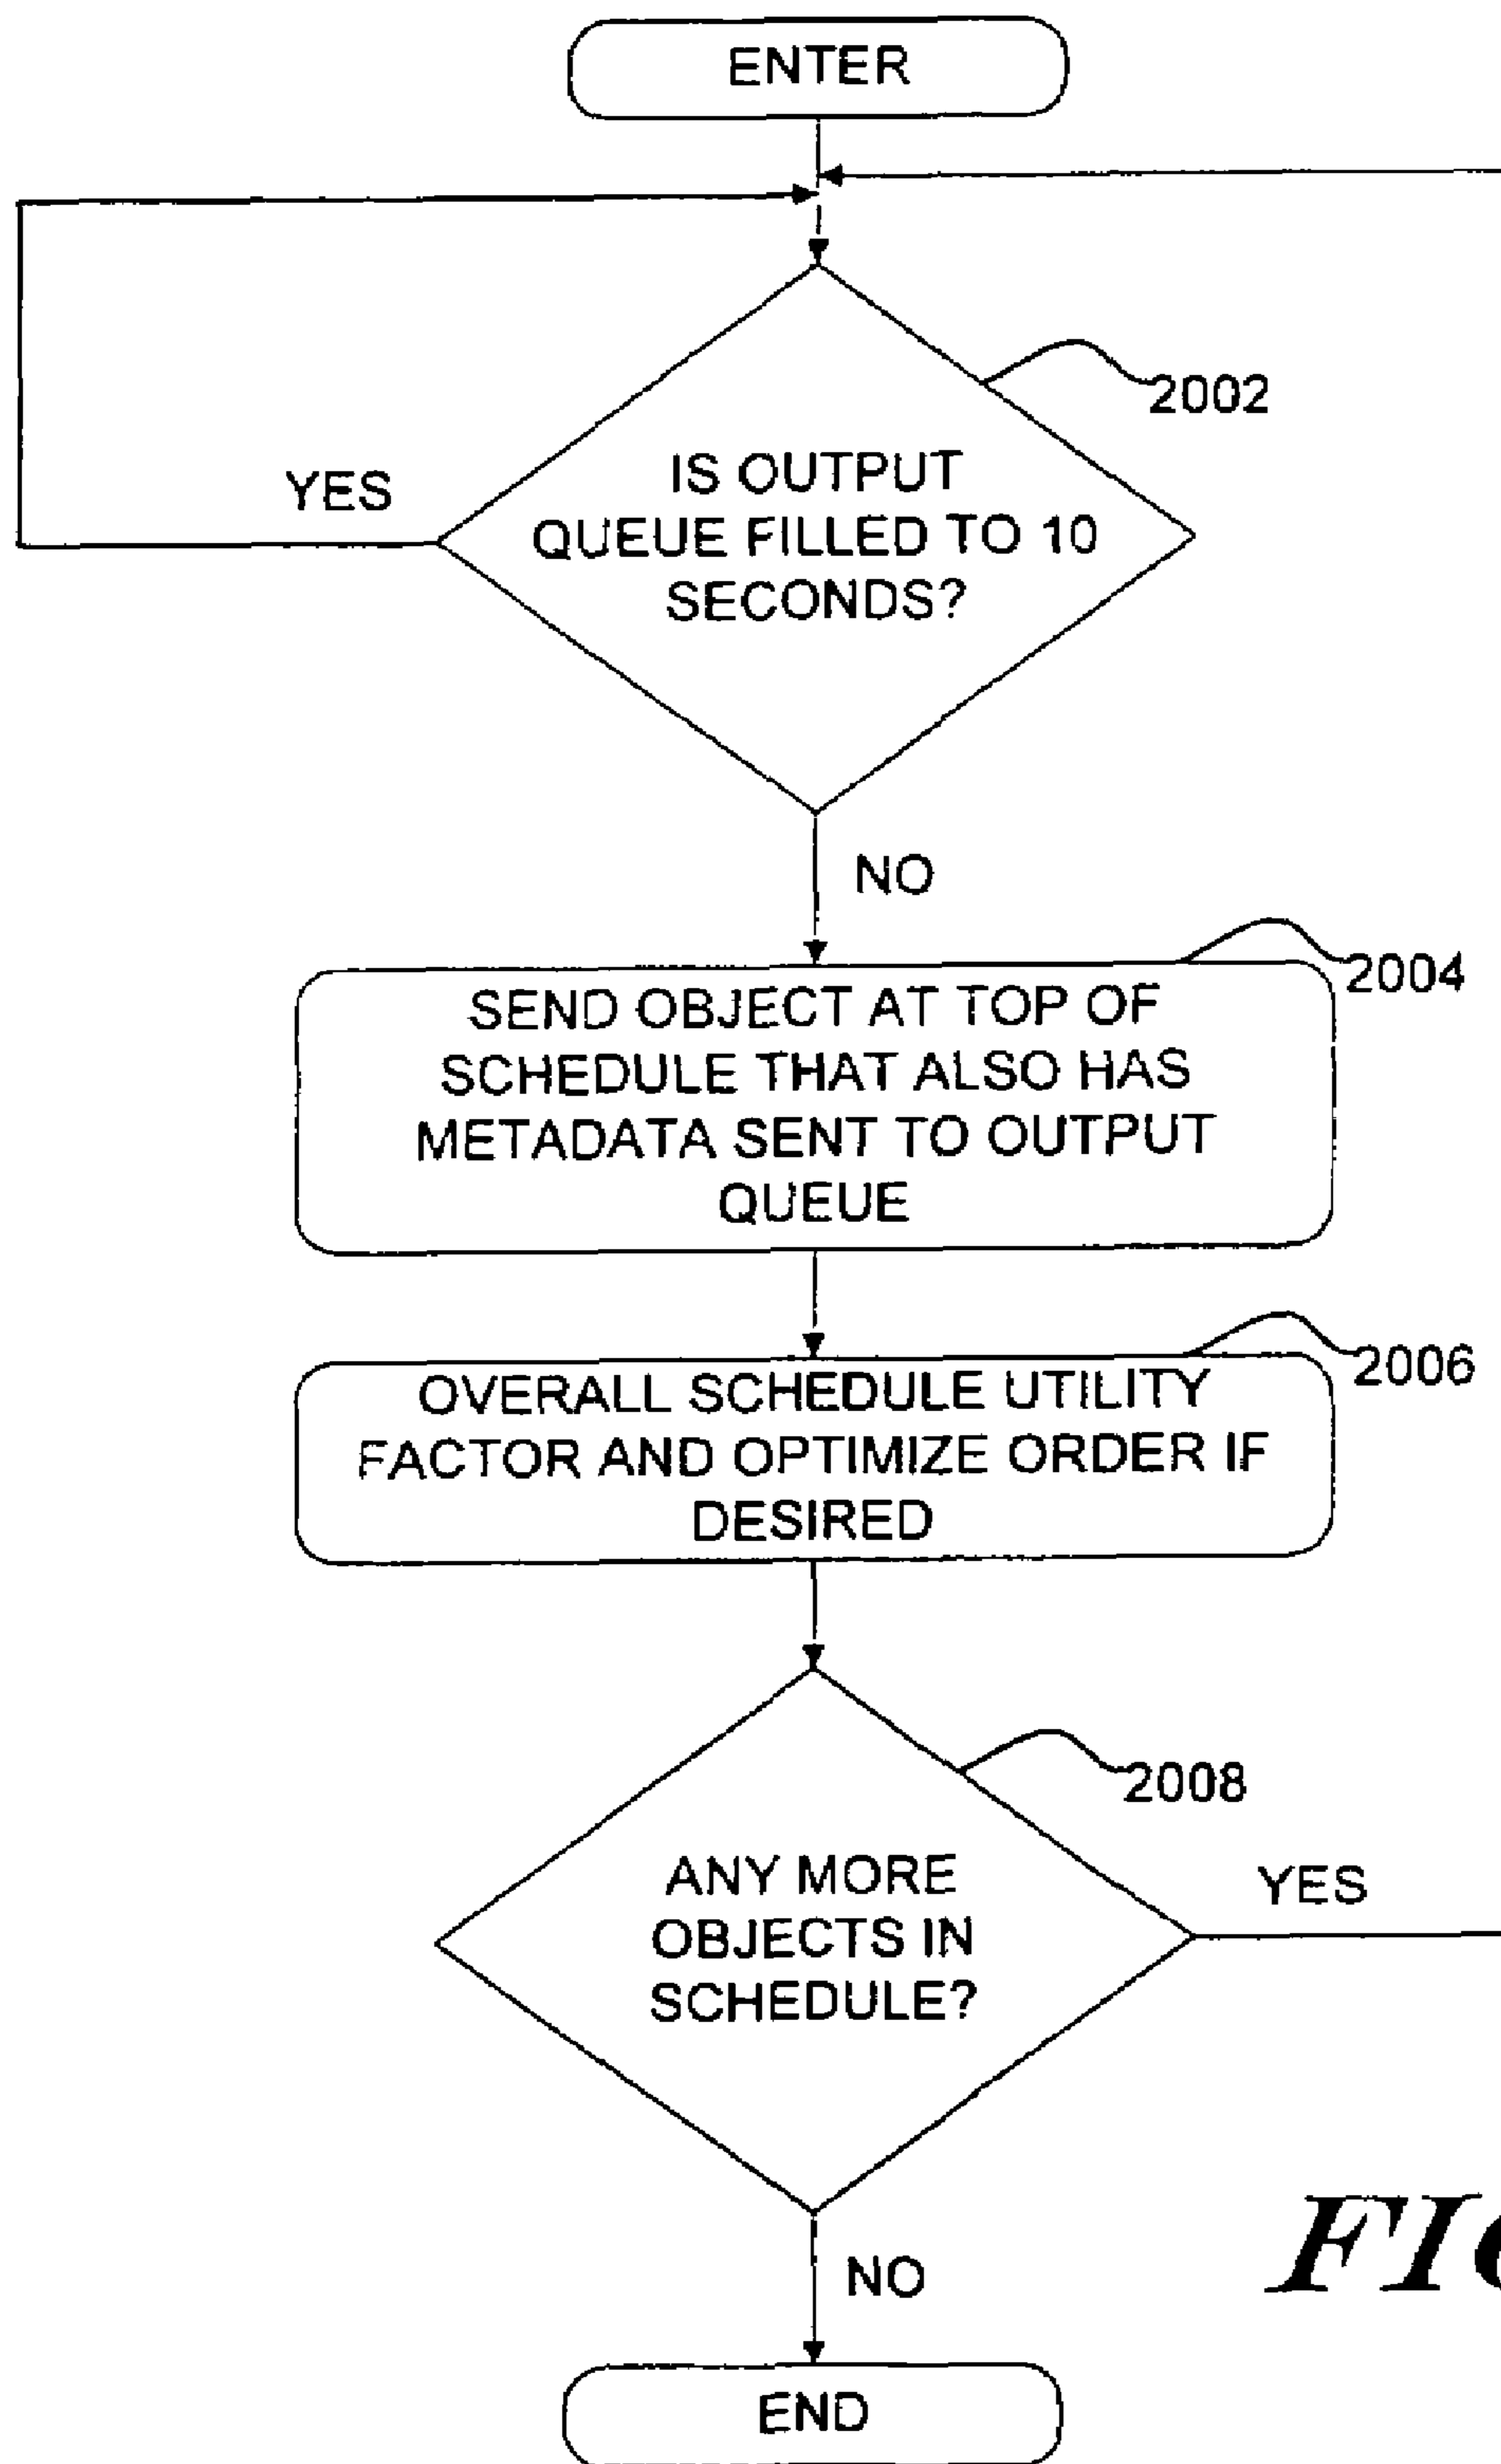 ENTER
2002
IS OUTPUT
QUEUE FILLED TO 10
SECONDS?
YES
NO
2004
SEND OBJECT AT TOP OF
SCHEDULE THAT ALSO HAS
METADATA SENT TO OUTPUT
QUEUE
2006
OVERALL SCHEDULE UTILITY
FACTOR AND OPTIMIZE ORDER IF
DESIRED
2008
ANY MORE
OBJECTS IN
SCHEDULE?
YES
NO
END